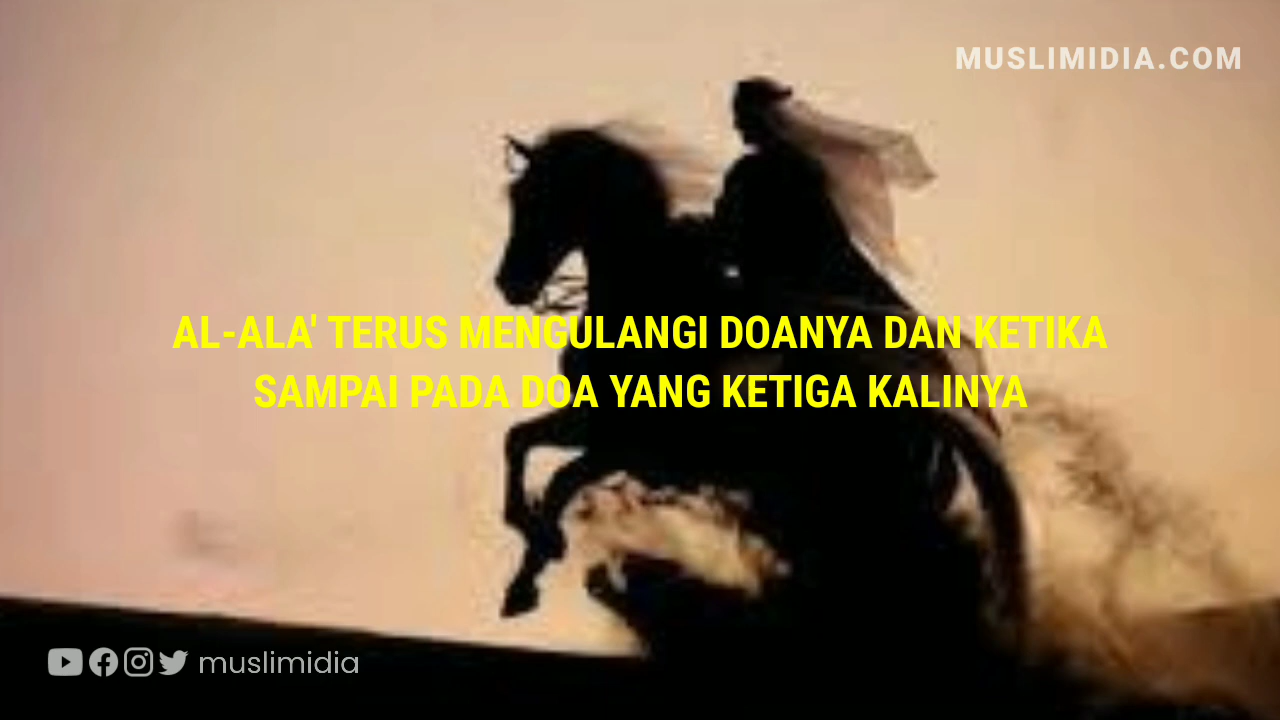 MUSLIMIDIA.COM
AL-ALA' TERUS MENGULANGI DOANYA DAN KETIKA
SAMPAI PADA DOA YANG KETIGA KALINYA
muslimidia